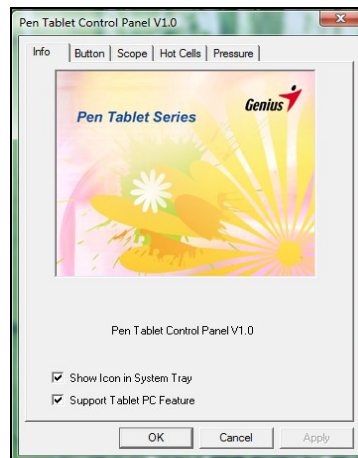 Pen Tablet Control Panel V1.0
Info Button Scope Hot Cells Pressure
Genius
Pen Tablet Series
Pen Tablet Control Panel V1.0
Show Icon in System Tray
Support Tablet PC Feature
OK Cancel Apply